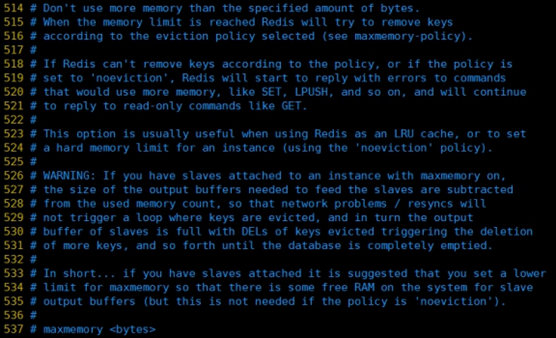 514 # Don't use more memory than the specified amount of bytes.
515 # When the memory limit is reached Redis will try to remove keys
516 # according to the eviction policy selected (see maxmemory-policy).
517 #
518 # If Redis can't remove keys according to the policy, or if the policy is
519 # set to 'noeviction', Redis will start to reply with errors to commands
520 # that would use more memory, like SET, LPUSH, and so on, and will continue
521 # to reply to read-only commands like GET.
522 #
523 # This option is usually useful when using Redis as an LRU cache, or to set
524 # a hard memory limit for an instance (using the 'noeviction' policy).
525 #
526 # WARNING: If you have slaves attached to an instance with maxmemory on,
527 # the size of the output buffers needed to feed the slaves are subtracted
528 # from the used memory count, so that network problems / resyncs will
529 # not trigger a loop where keys are evicted, and in turn the output
530 # buffer of slaves is full with DELs of keys evicted triggering the deletion
531 # of more keys, and so forth until the database is completely emptied.
532 #
533 # In short... if you have slaves attached it is suggested that you set a lower
534 # limit for maxmemory so that there is some free RAM on the system for slave
535 # output buffers (but this is not needed if the policy is 'noeviction').
536 #
537 # maxmemory <bytes>